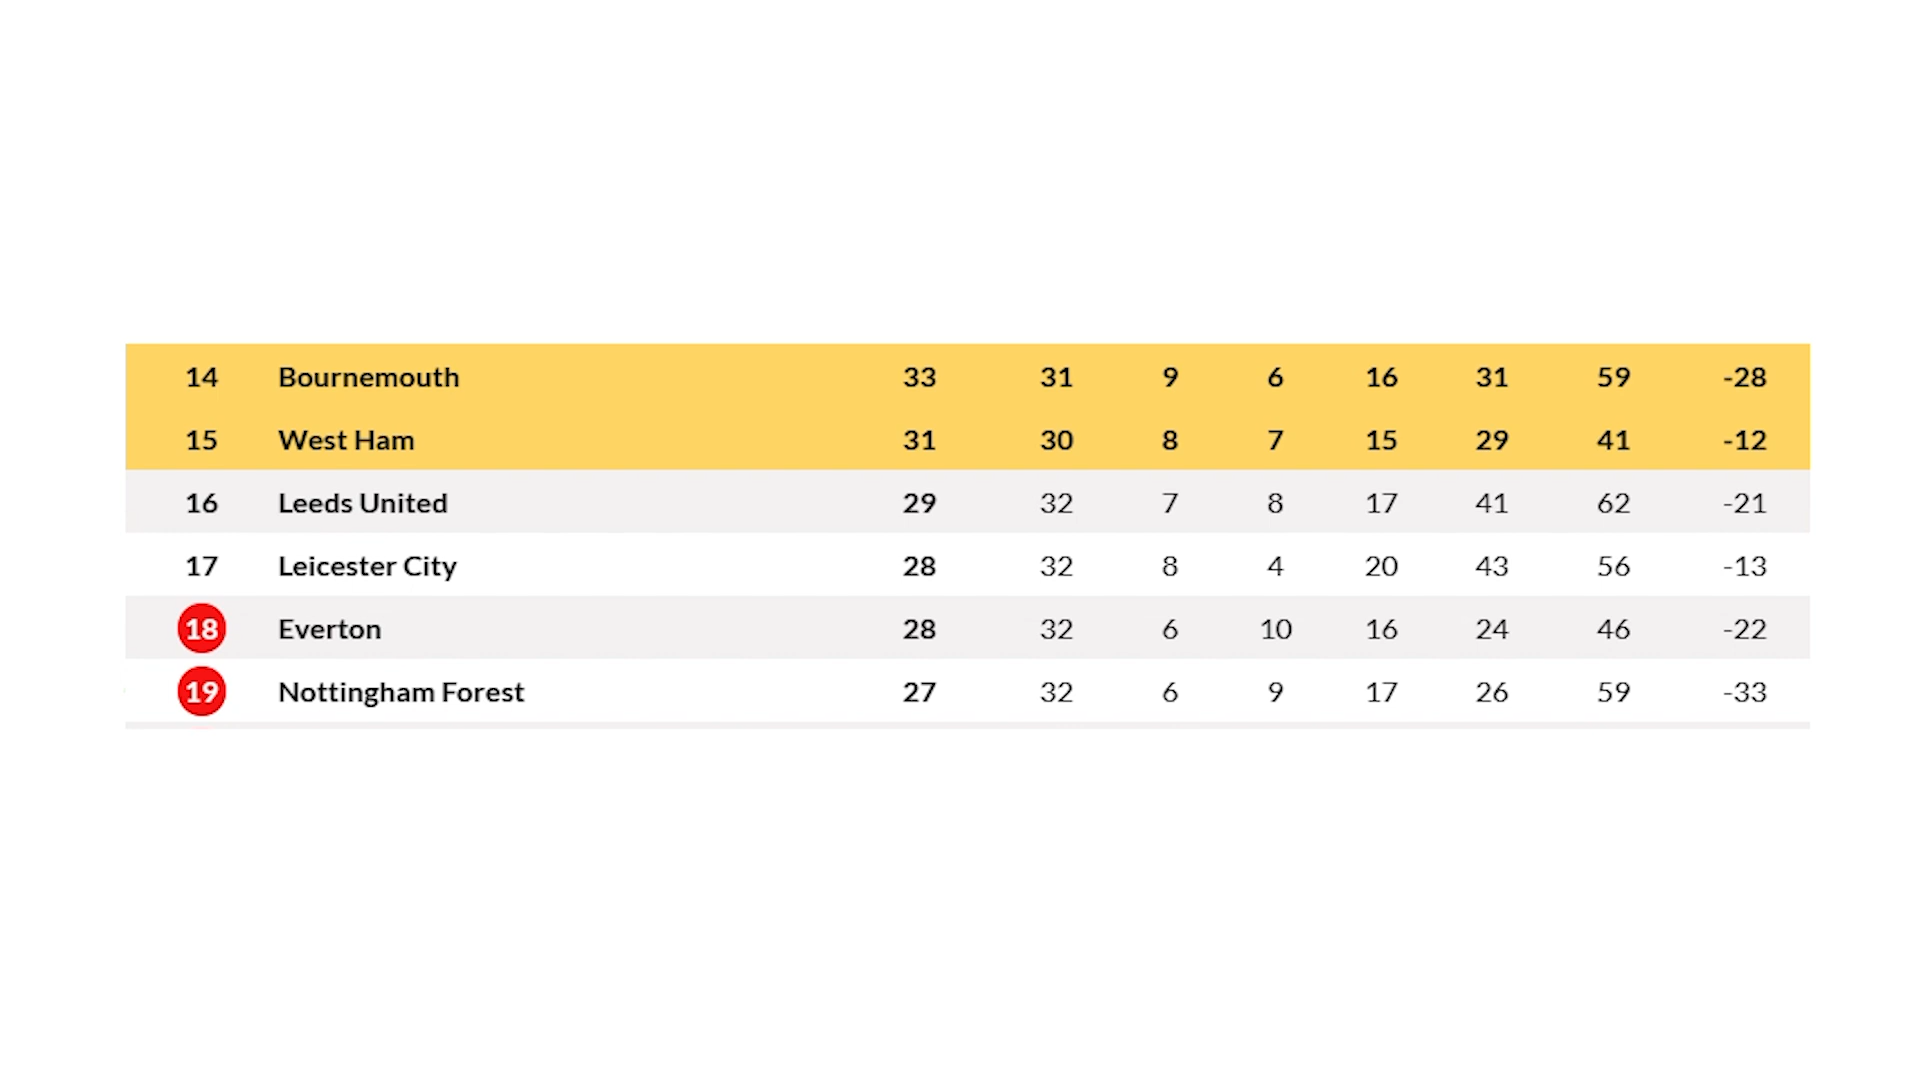 14 Bournemouth 33 31 9 6 16 31 59 -28
15 West Ham 31 30 8 7 15 29 41 -12
16 Leeds United 29 32 7 8 17 41 62 -21
17 Leicester City 28 32 8 4 20 43 56 -13
18 Everton 28 32 6 10 16 24 46 -22
19 Nottingham Forest 27 32 6 9 17 26 59 -33